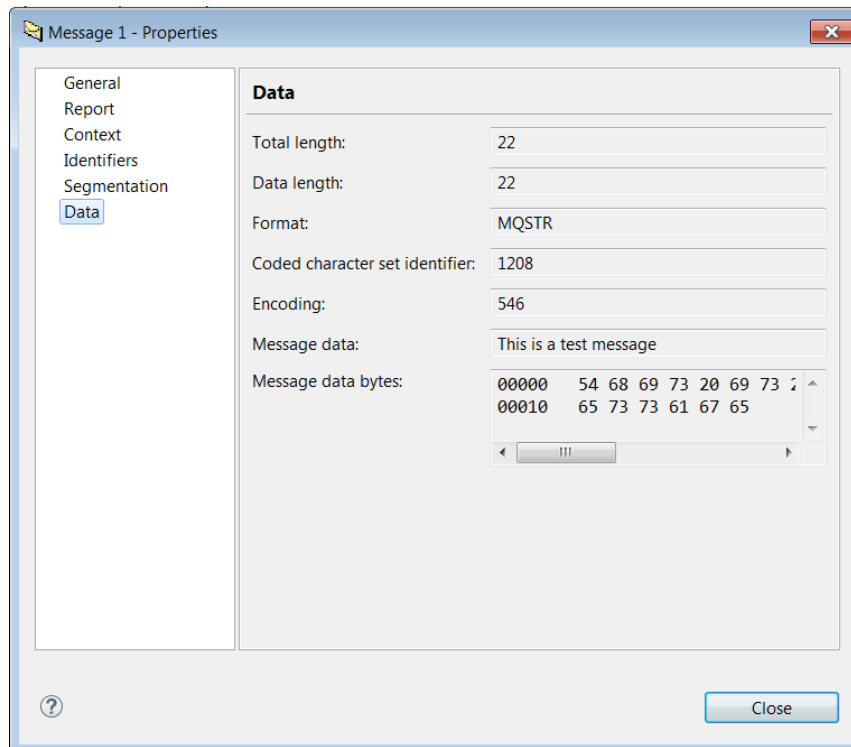 Message 1 - Properties
General
Report
Context
Identifiers
Segmentation
Data
Data
Total length: 22
Data length: 22
Format: MQSTR
Coded character set identifier: 1208
Encoding: 546
Message data: This is a test message
Message data bytes: 00000 54 68 69 73 20 69 73
00010 65 73 73 61 67 65
Close